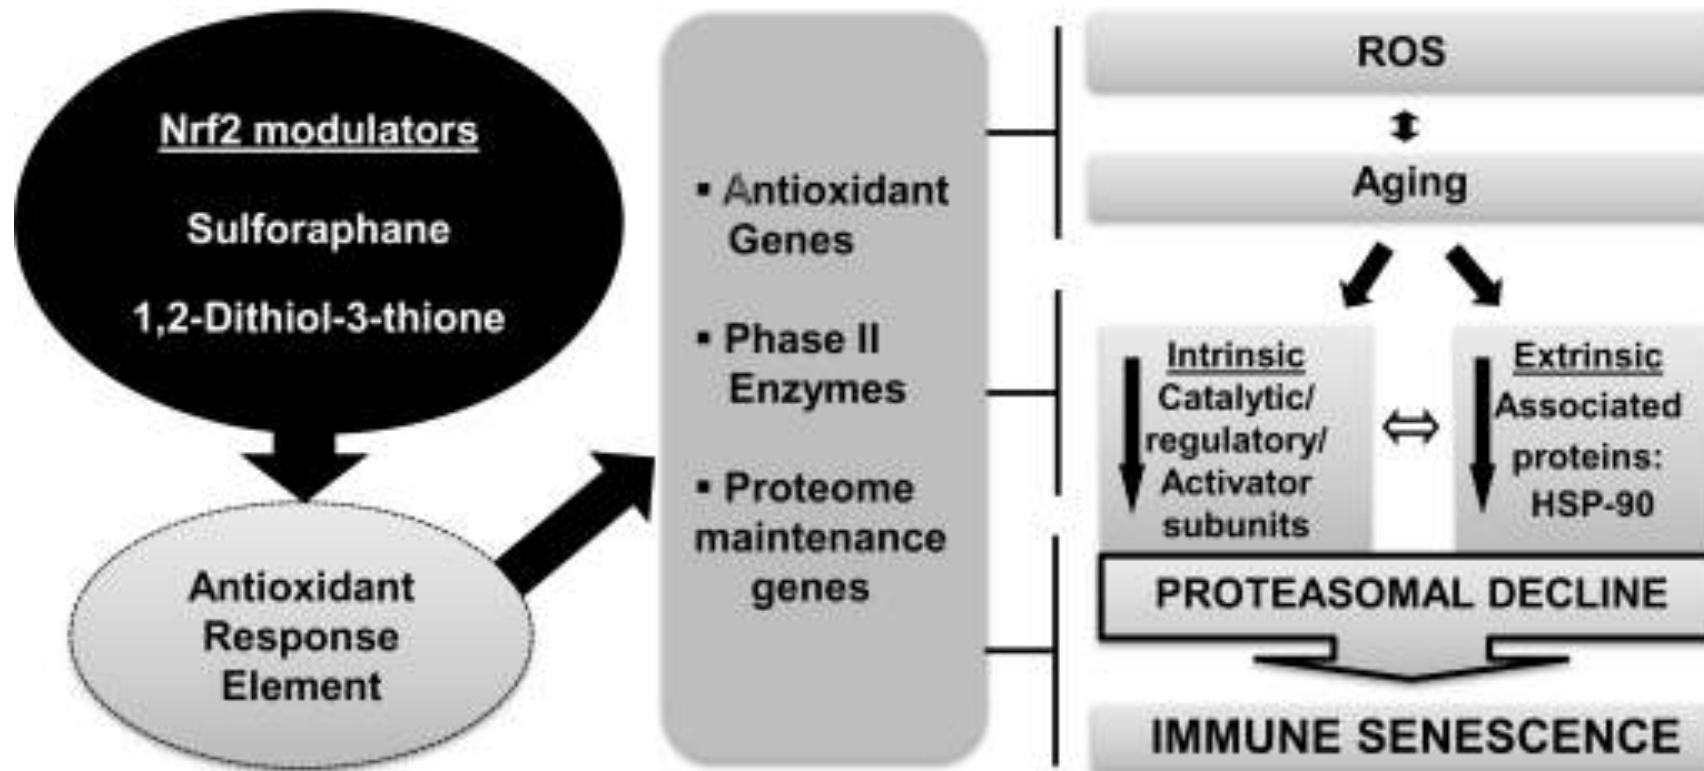 Nrf2 modulators
Sulforaphane
1,2-Dithiol-3-thione
Antioxidant
Response
Element
▪ Antioxidant
Genes
▪ Phase II
Enzymes
▪ Proteome
maintenance
genes
ROS
Aging
Intrinsic
Catalytic/
regulatory/
Activator
subunits
Extrinsic
Associated
proteins:
HSP-90
PROTEASOMAL DECLINE
IMMUNE SENESCENCE